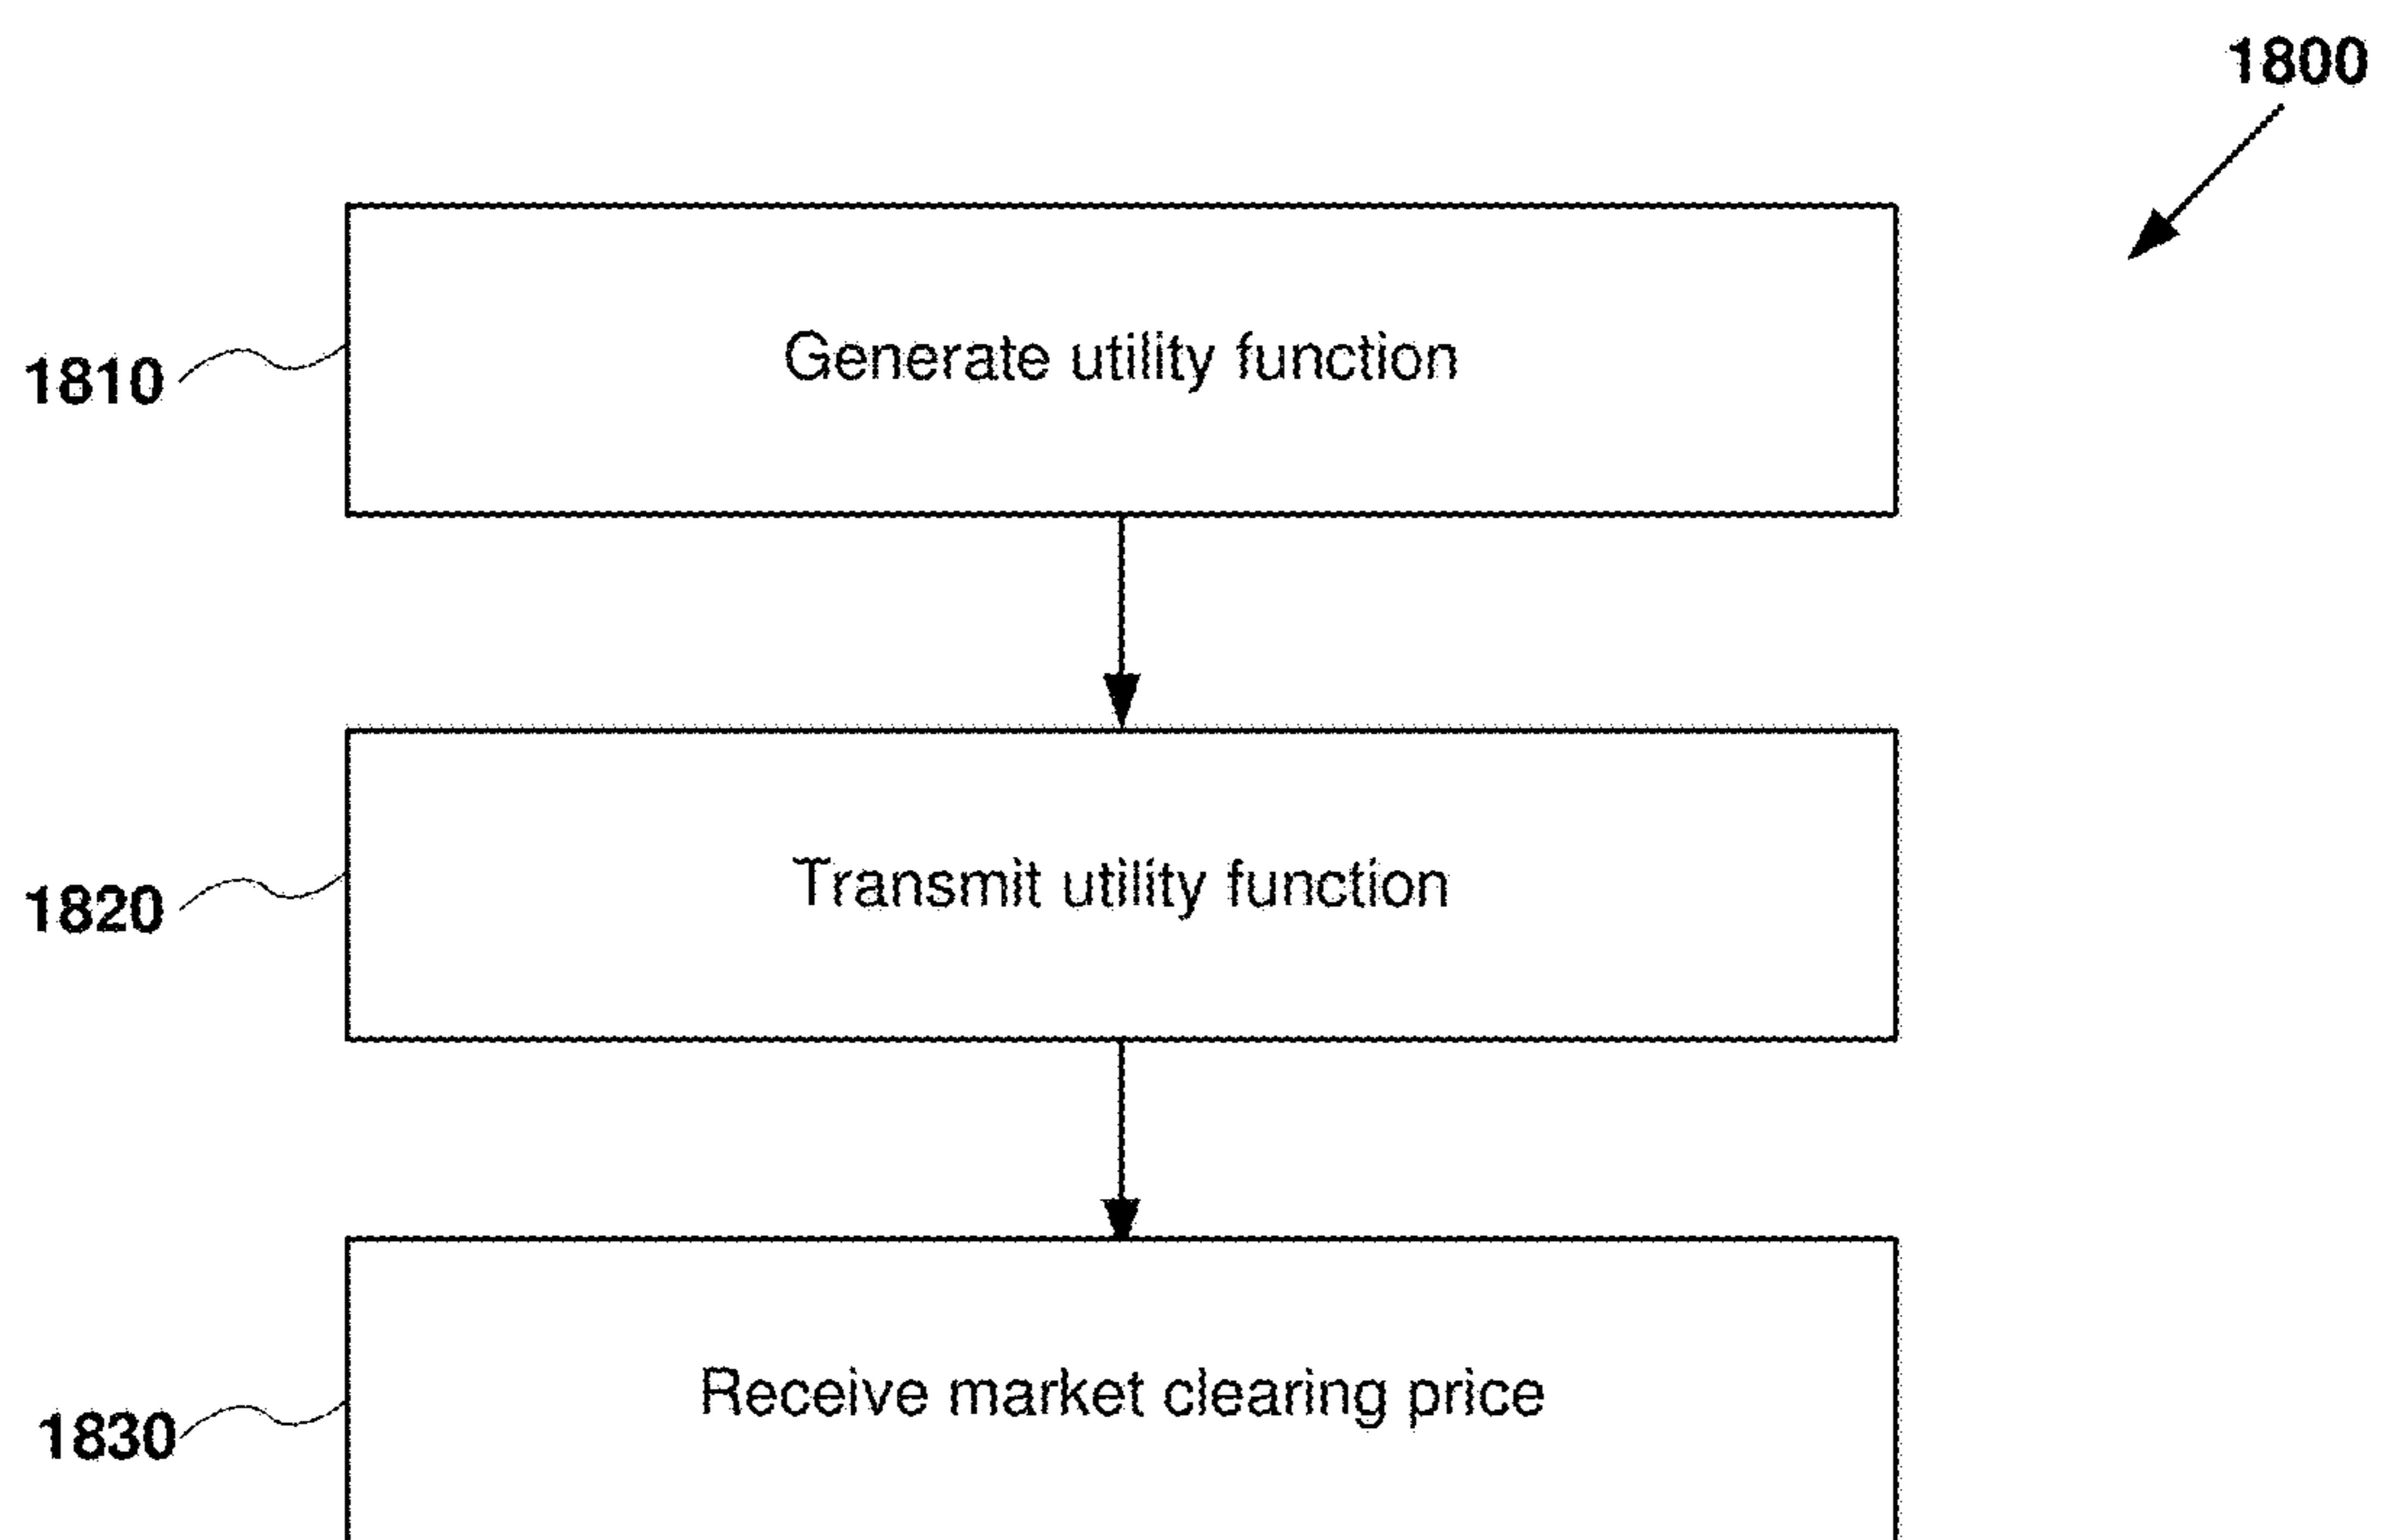 1800
Generate utility function
1810
Transmit utility function
1820
Receive market clearing price
1830